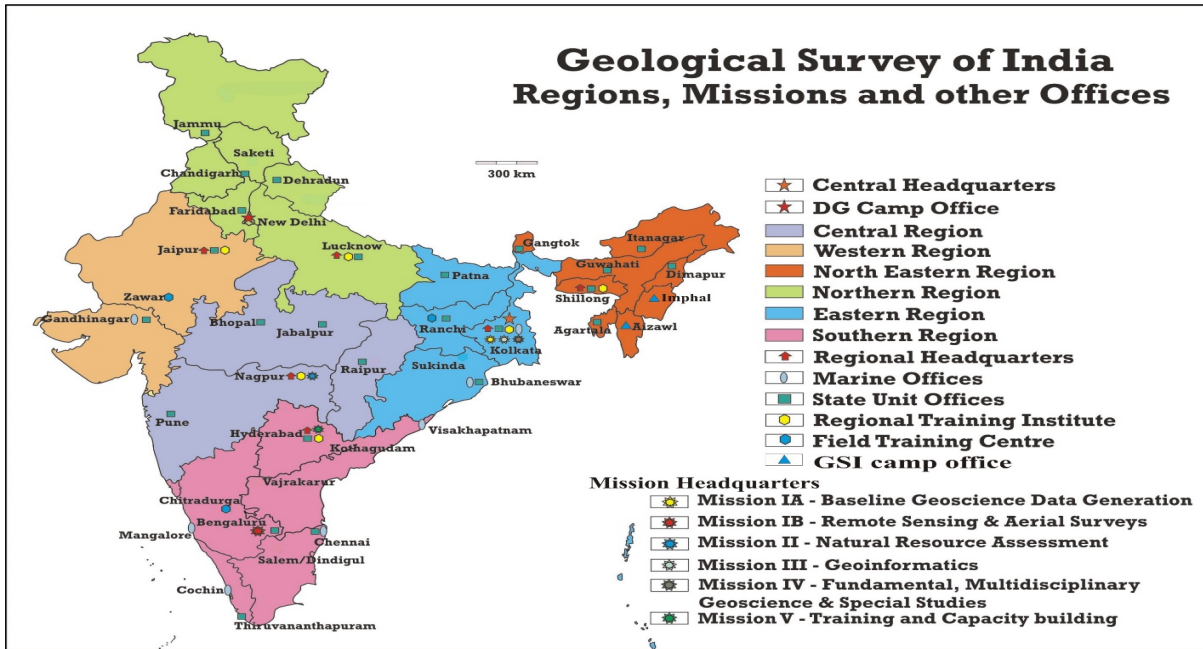 Geological Survey of India
Regions, Missions and other Offices
300 km
Jammu
Saketi
Chandigarh
Dehradun
Faridabad
New Delhi
Jaipur
Lucknow
Zawar
Gandhinagar
Bhopal
Jabalpur
Patna
Ranchi
Kolkata
Sukinda
Bhubaneswar
Gangtok
Itanagar
Guwahati
Dimapur
Shillong
Imphal
Agartala
Aizawl
Nagpur
Raipur
Pune
Hyderabad
Kothagudam
Visakhapatnam
Vajrakarur
Chitradurga
Bengaluru
Mangalore
Chennai
Salem/Dindigul
Cochin
Thiruvananthapuram
Central Headquarters
DG Camp Office
Central Region
Western Region
North Eastern Region
Northern Region
Eastern Region
Southern Region
Regional Headquarters
Marine Offices
State Unit Offices
Regional Training Institute
Field Training Centre
GSI camp office
Mission Headquarters
Mission IA - Baseline Geoscience Data Generation
Mission IB - Remote Sensing & Aerial Surveys
Mission II - Natural Resource Assessment
Mission III - Geoinformatics
Mission IV - Fundamental, Multidisciplinary
Geoscience & Special Studies
Mission V - Training and Capacity building